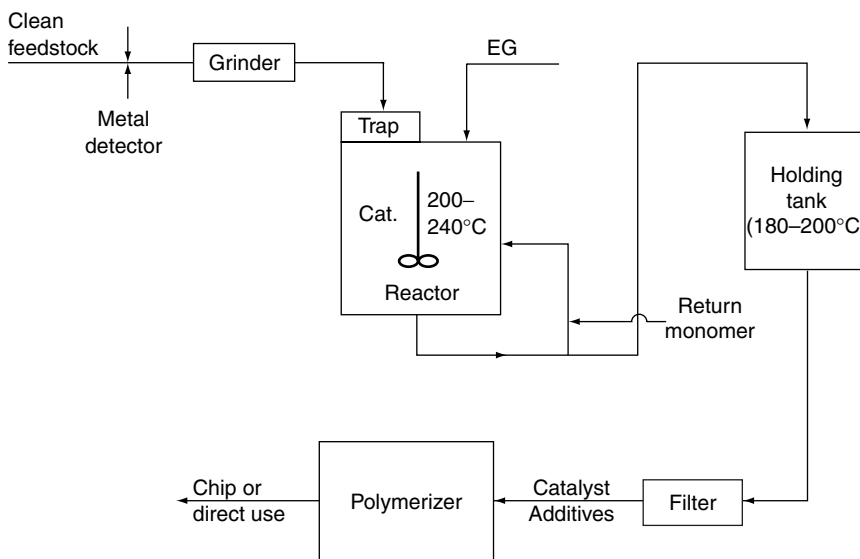 Clean
feedstock
Metal
detector
Grinder
EG
Trap
Cat.
200–
240°C
Reactor
Holding
tank
(180–200°C
Return
monomer
Chip or
direct use
Polymerizer
Catalyst
Additives
Filter